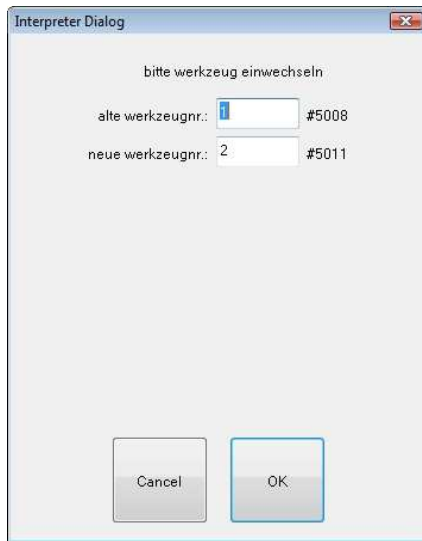 Interpreter Dialog
bitte werkzeug einwechseln
alte werkzeugnr.: 1 #5008
neue werkzeugnr.: 2 #5011
Cancel OK